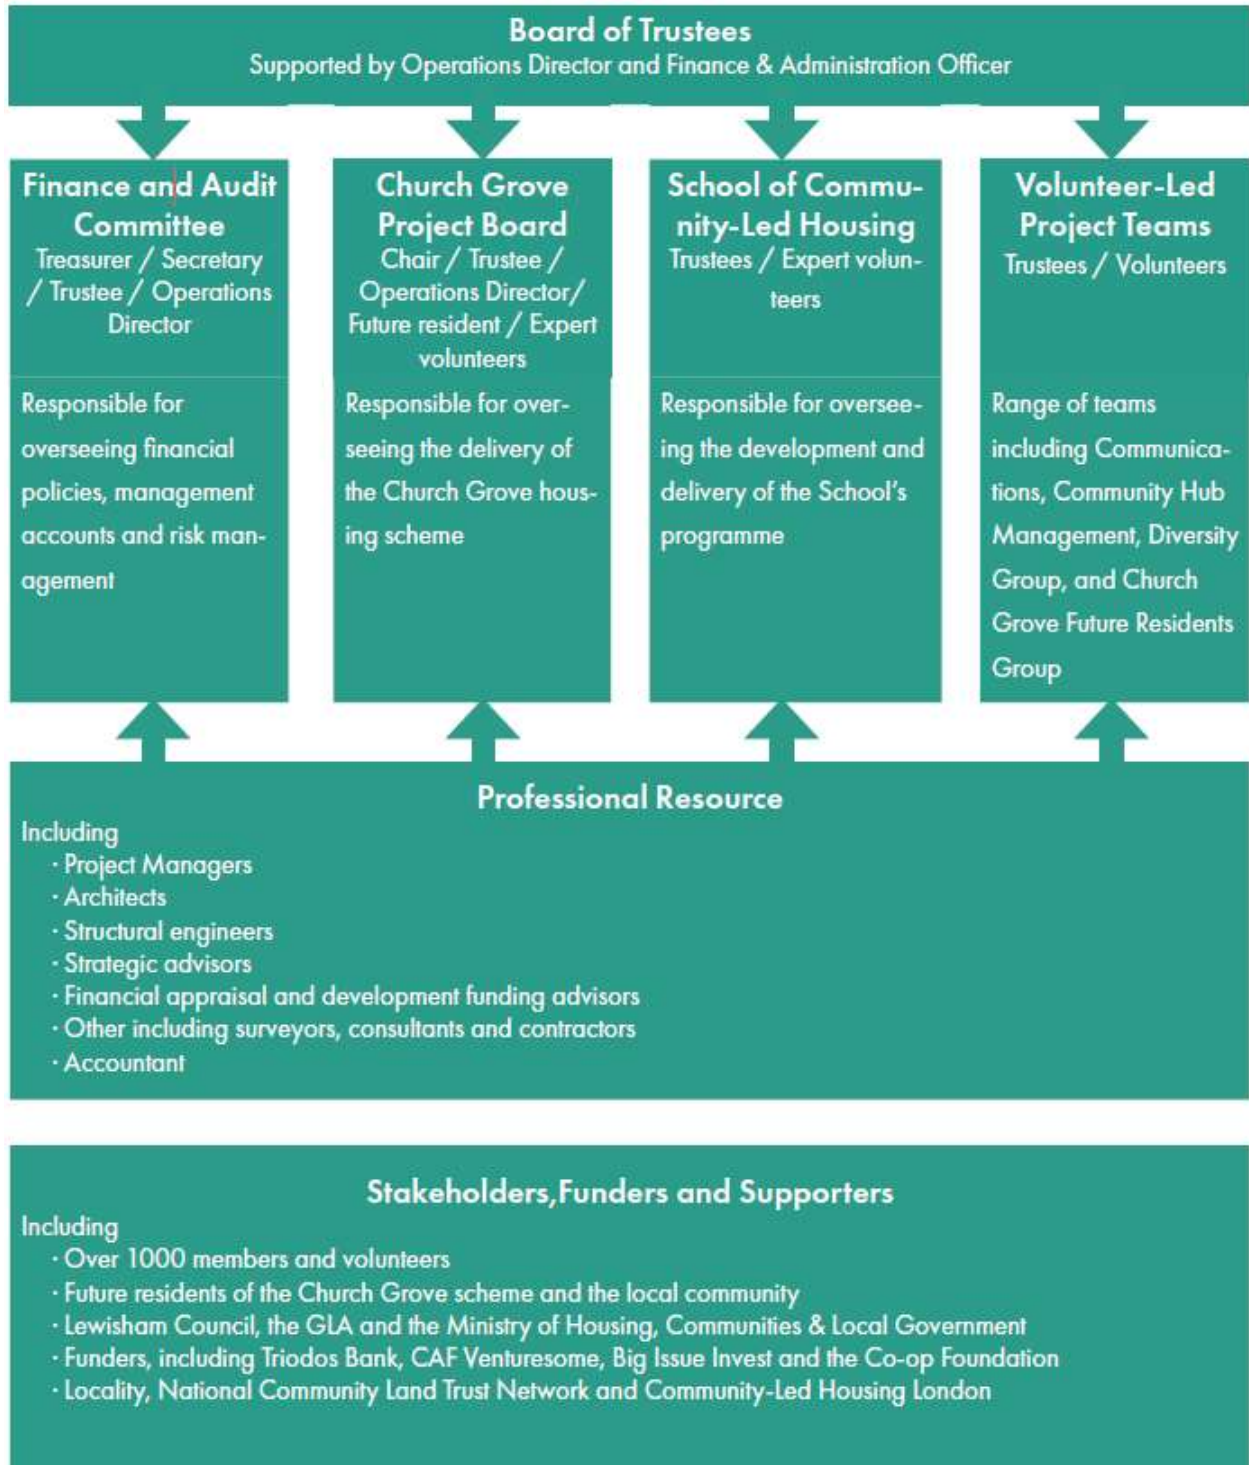 Board of Trustees
Supported by Operations Director and Finance & Administration Officer
Finance and Audit
Committee
Treasurer / Secretary
/ Trustee / Operations
Director
Responsible for
overseeing financial
policies, management
accounts and risk man-
agement
Church Grove
Project Board
Chair / Trustee /
Operations Director/
Future resident / Expert
volunteers
Responsible for over-
seeing the delivery of
the Church Grove hous-
ing scheme
School of Commu-
nity-Led Housing
Trustees / Expert volun-
teers
Responsible for oversee-
ing the development and
delivery of the School's
programme
Volunteer-Led
Project Teams
Trustees / Volunteers
Range of teams
including Communica-
tions, Community Hub
Management, Diversity
Group, and Church
Grove Future Residents
Group
Professional Resource
Including
· Project Managers
· Architects
· Structural engineers
· Strategic advisors
· Financial appraisal and development funding advisors
· Other including surveyors, consultants and contractors
· Accountant
Stakeholders,Funders and Supporters
Including
· Over 1000 members and volunteers
· Future residents of the Church Grove scheme and the local community
· Lewisham Council, the GLA and the Ministry of Housing, Communities & Local Government
· Funders, including Triodos Bank, CAF Venturesome, Big Issue Invest and the Co-op Foundation
· Locality, National Community Land Trust Network and Community-Led Housing London